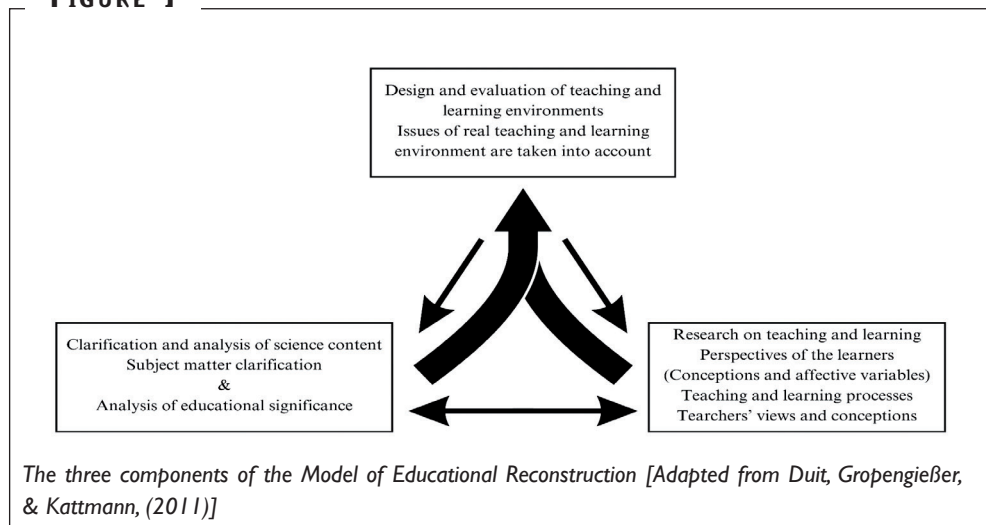 FIGURE 1
Design and evaluation of teaching and
learning environments
Issues of real teaching and learning
environment are taken into account
Clarification and analysis of science content
Subject matter clarification
&
Analysis of educational significance
Research on teaching and learning
Perspectives of the learners
(Conceptions and affective variables)
Teaching and learning processes
Tearchers' views and conceptions
The three components of the Model of Educational Reconstruction [Adapted from Duit, Gropengießer,
& Kattmann, (2011)]